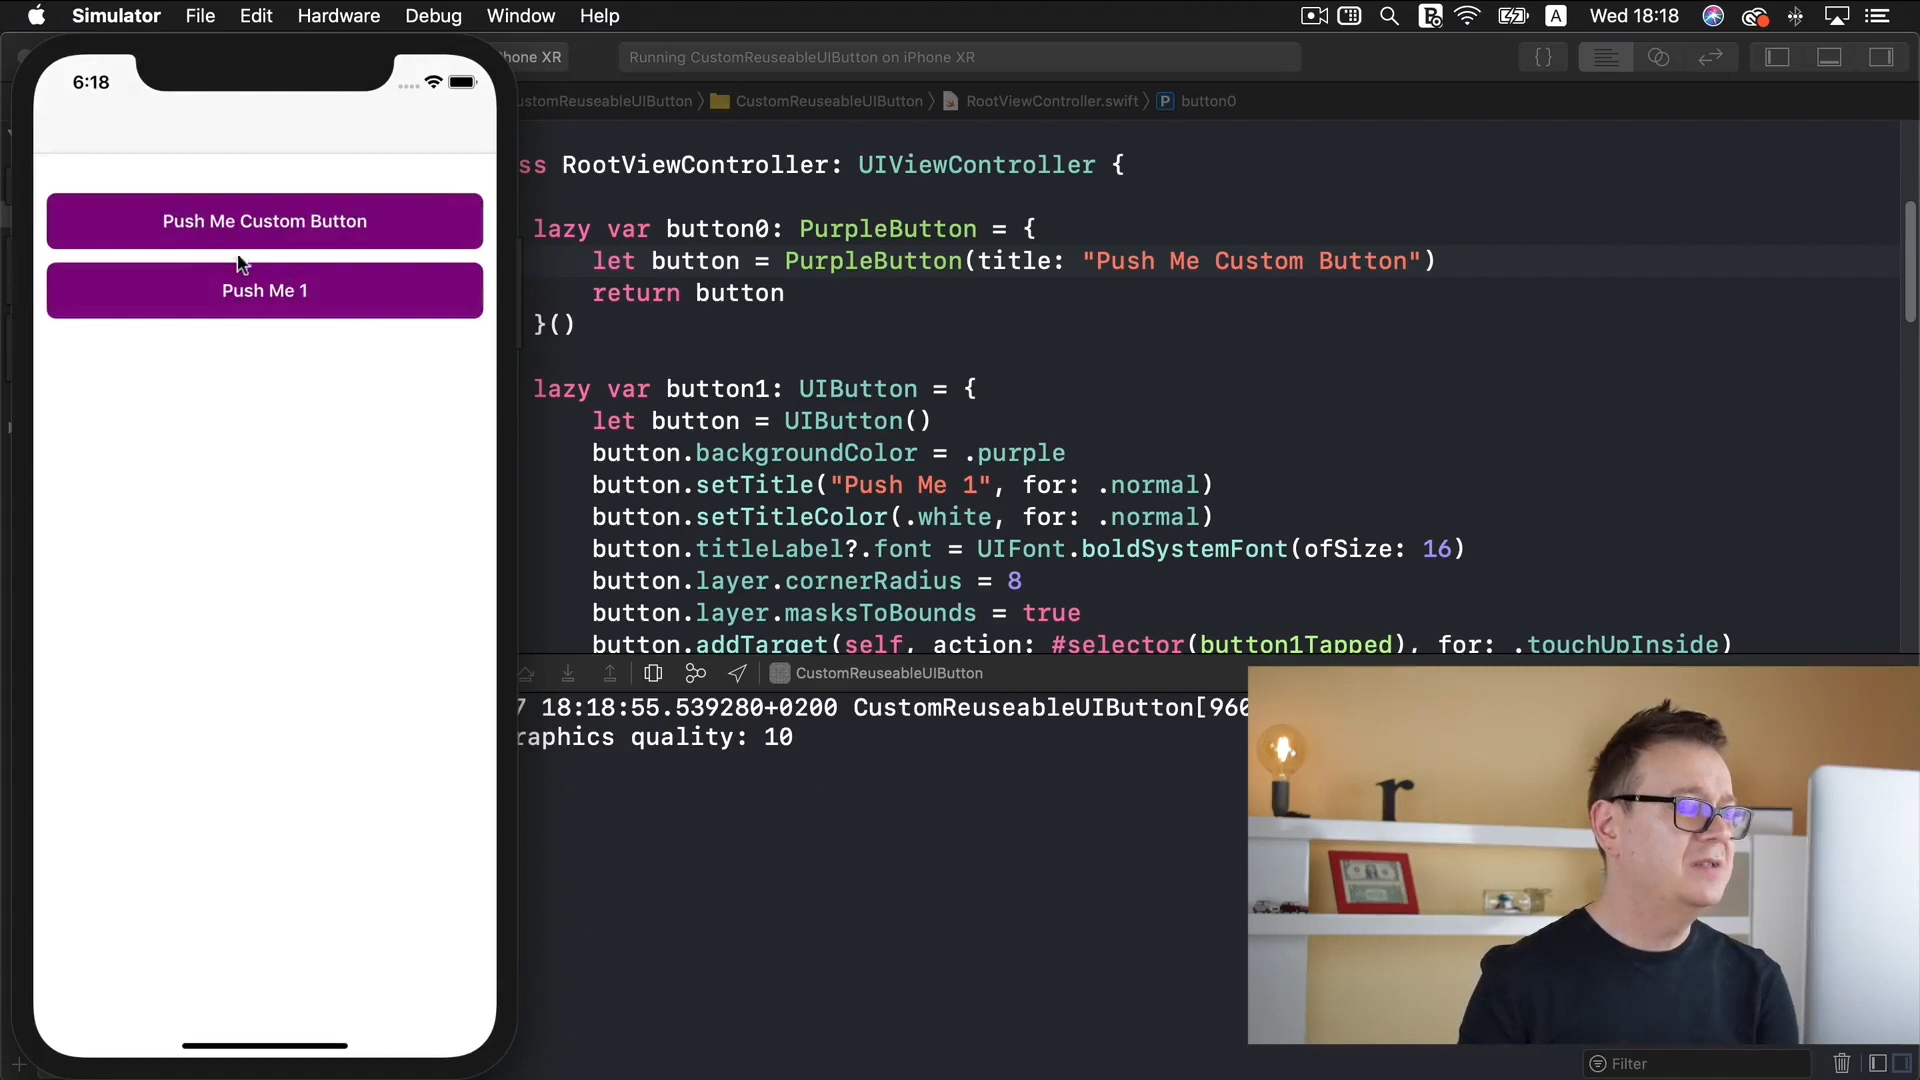 Simulator File Edit Hardware Debug Window Help A Wed 18:18
hone XR Running CustomReuseableUIButton on iPhone XR {}
ustomReuseableUIButton CustomReuseableUIButton RootViewController.swift P button0
6:18
Push Me Custom Button
Push Me 1
ss RootViewController: UIViewController {
lazy var button0: PurpleButton = {
let button = PurpleButton(title: "Push Me Custom Button")
return button
}()
lazy var button1: UIButton = {
let button = UIButton()
button.backgroundColor = .purple
button.setTitle("Push Me 1", for: .normal)
button.setTitleColor(.white, for: .normal)
button.titleLabel?.font = UIFont.boldSystemFont(ofSize: 16)
button.layer.cornerRadius = 8
button.layer.masksToBounds = true
button.addTarget(self, action: #selector(button1Tapped), for: .touchUpInside)
CustomReuseableUIButton
7 18:18:55.539280+0200 CustomReuseableUIButton[960
raphics quality: 10
r
Filter